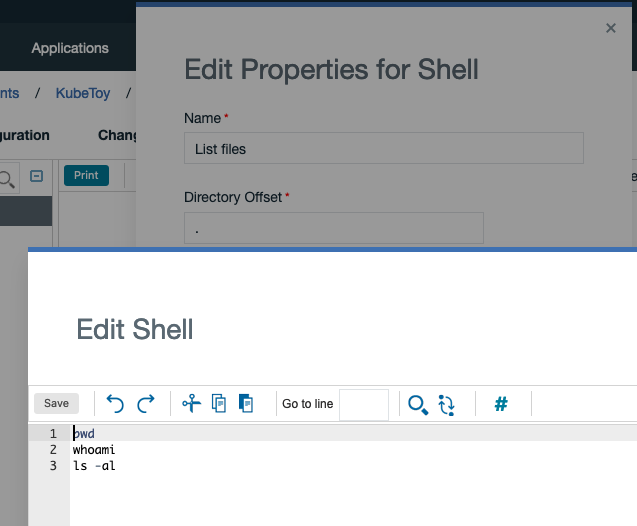 Applications
nts / KubeToy /
guration Chang
Print
Edit Properties for Shell
Name *
List files
Directory Offset *
.
Edit Shell
Save Go to line #
1 pwd
2 whoami
3 ls -al